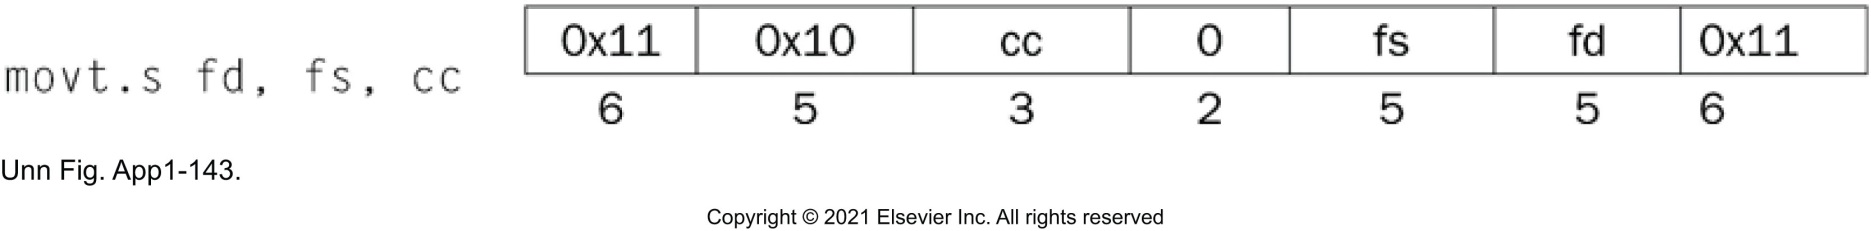 movt.s fd, fs, cc
0x11 0x10 cc 0 fs fd 0x11
6 5 3 2 5 5 6
Unn Fig. App1-143.
Copyright © 2021 Elsevier Inc. All rights reserved